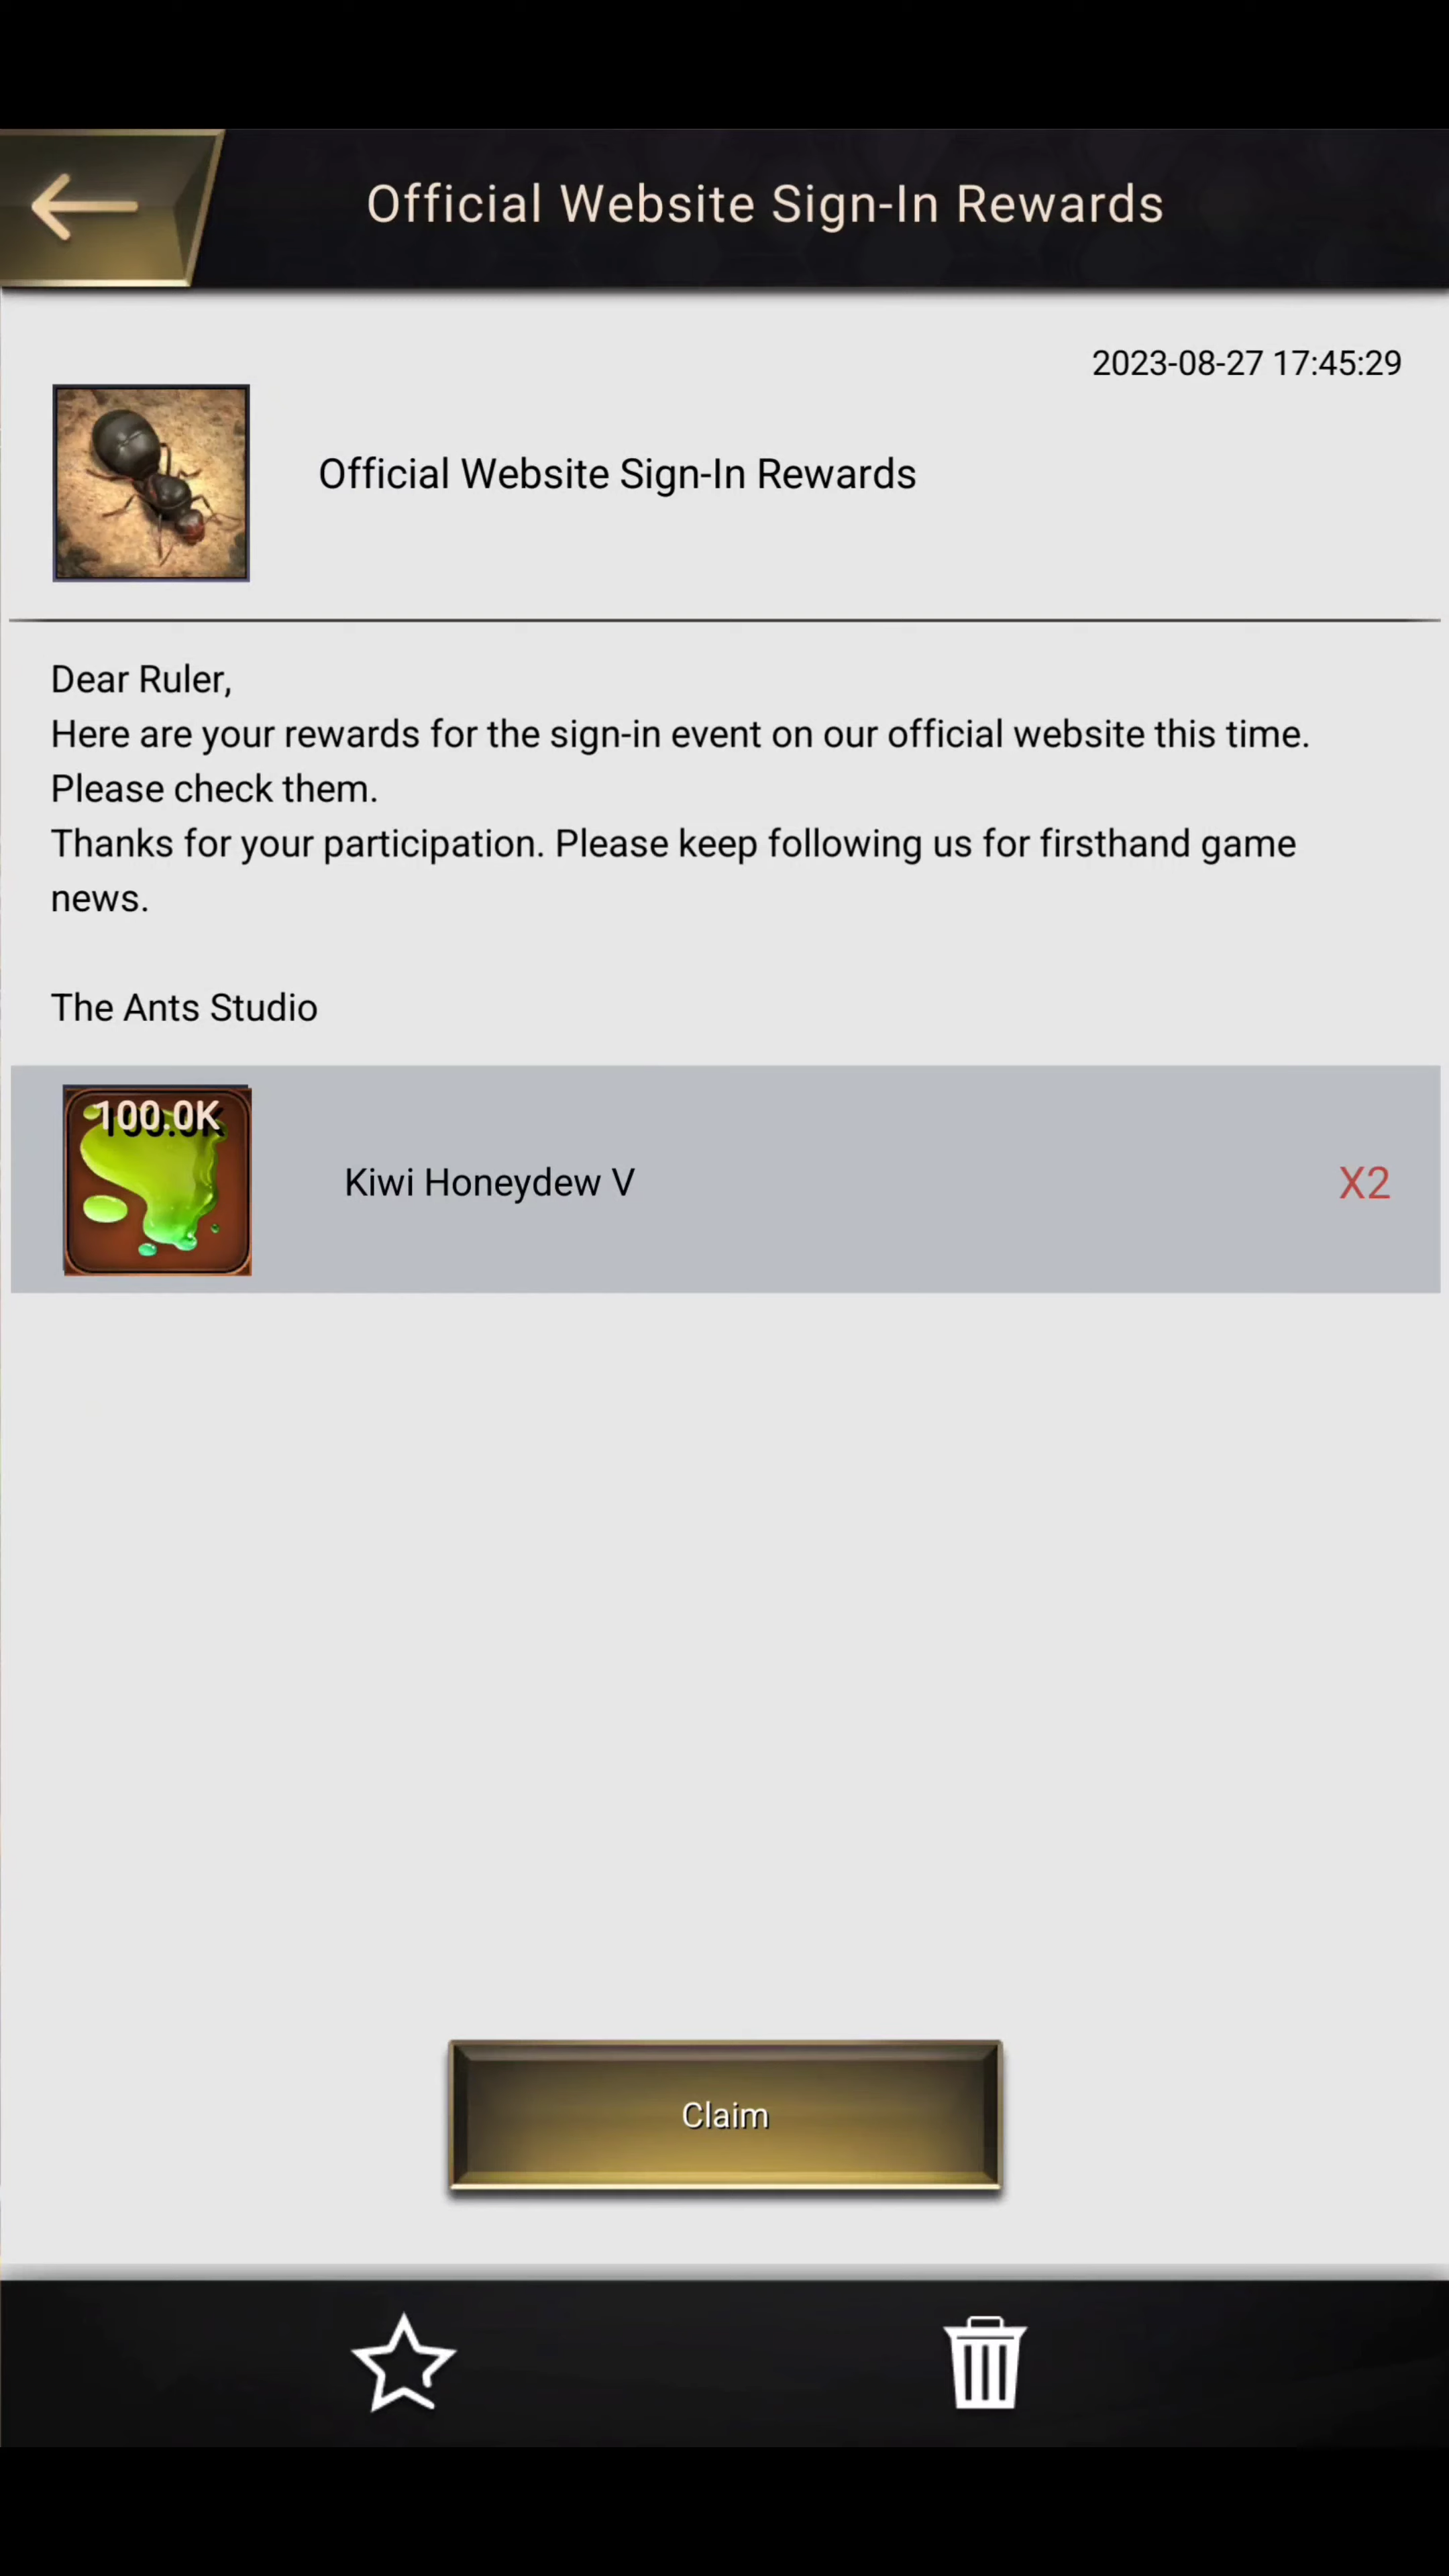 Official Website Sign-In Rewards
2023-08-27 17:45:29
Official Website Sign-In Rewards
Dear Ruler,
Here are your rewards for the sign-in event on our official website this time.
Please check them.
Thanks for your participation. Please keep following us for firsthand game
news.
The Ants Studio
100.0K
Kiwi Honeydew V
X2
Claim